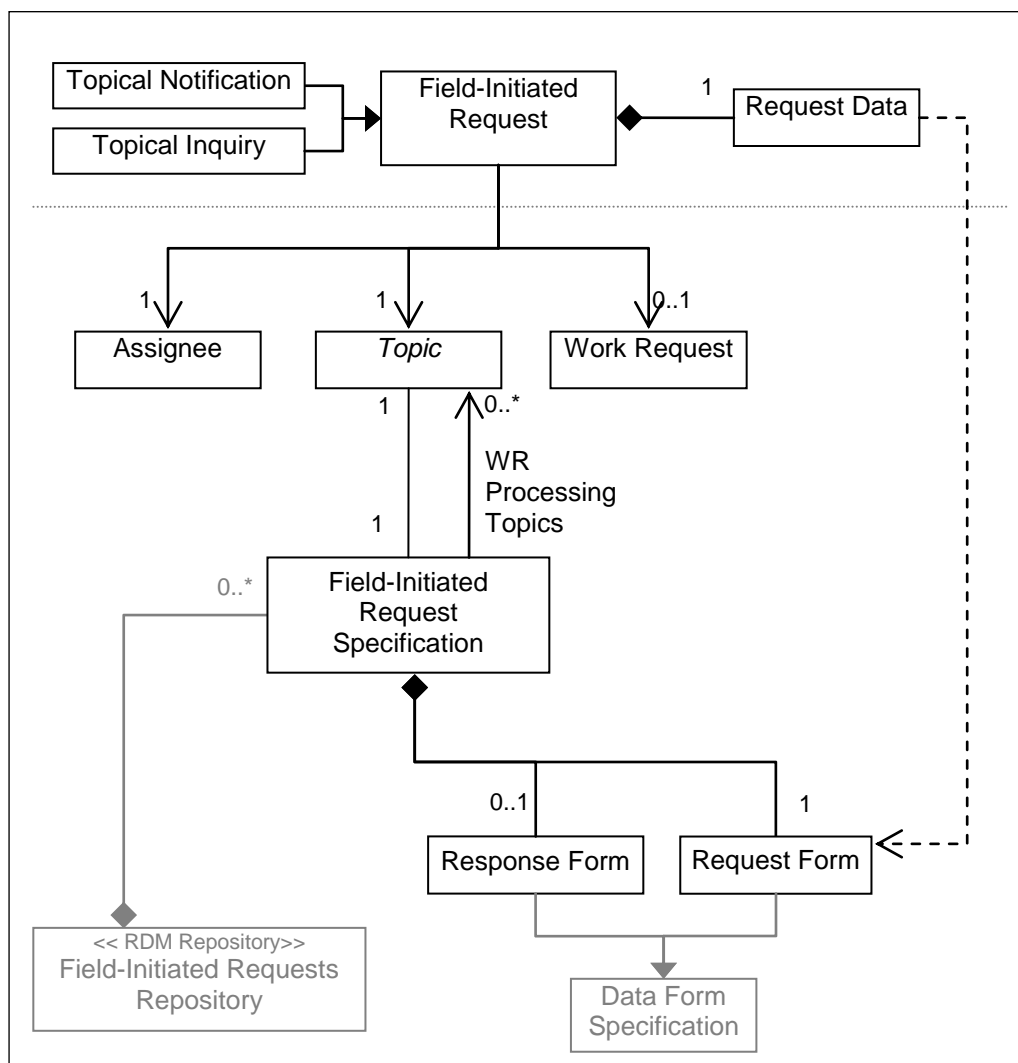 Topical Notification
Topical Inquiry
Field-Initiated
Request
1
Request Data
1
1
0..1
Assignee
Topic
Work Request
1
0..*
WR
Processing
Topics
1
0..*
Field-Initiated
Request
Specification
0..1
1
Response Form
Request Form
<< RDM Repository>>
Field-Initiated Requests
Repository
Data Form
Specification